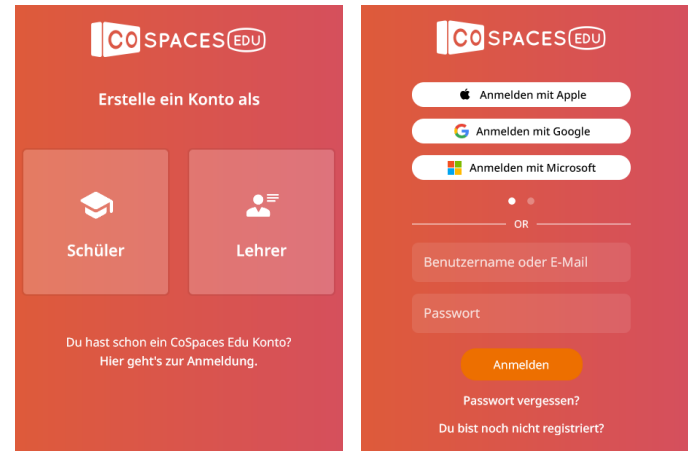 CO SPACES EDU
Erstelle ein Konto als
Schüler
Lehrer
Du hast schon ein CoSpaces Edu Konto?
Hier geht's zur Anmeldung.
CO SPACES EDU
Anmelden mit Apple
Anmelden mit Google
Anmelden mit Microsoft
OR
Benutzername oder E-Mail
Passwort
Anmelden
Passwort vergessen?
Du bist noch nicht registriert?